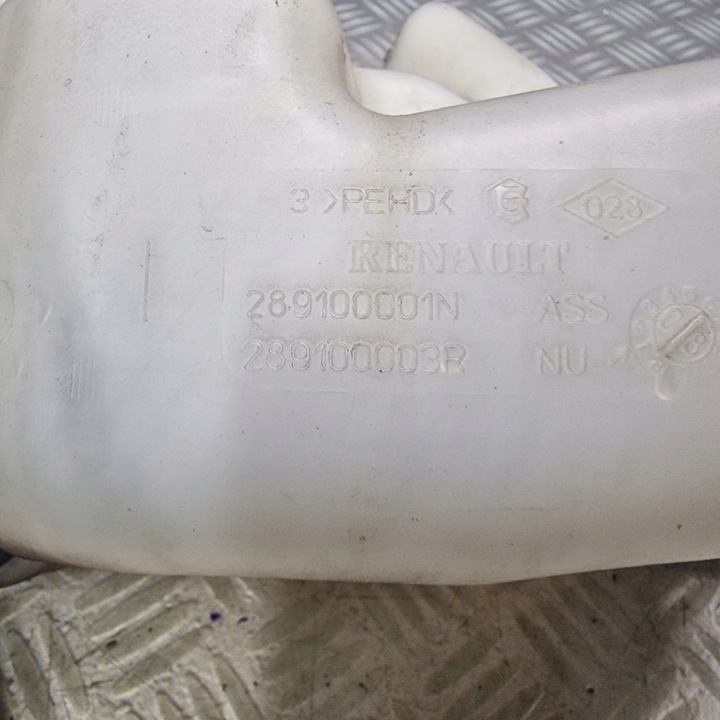 3 >PEHD< E 028
RENAULT
289100001N ASS
289100003R NU